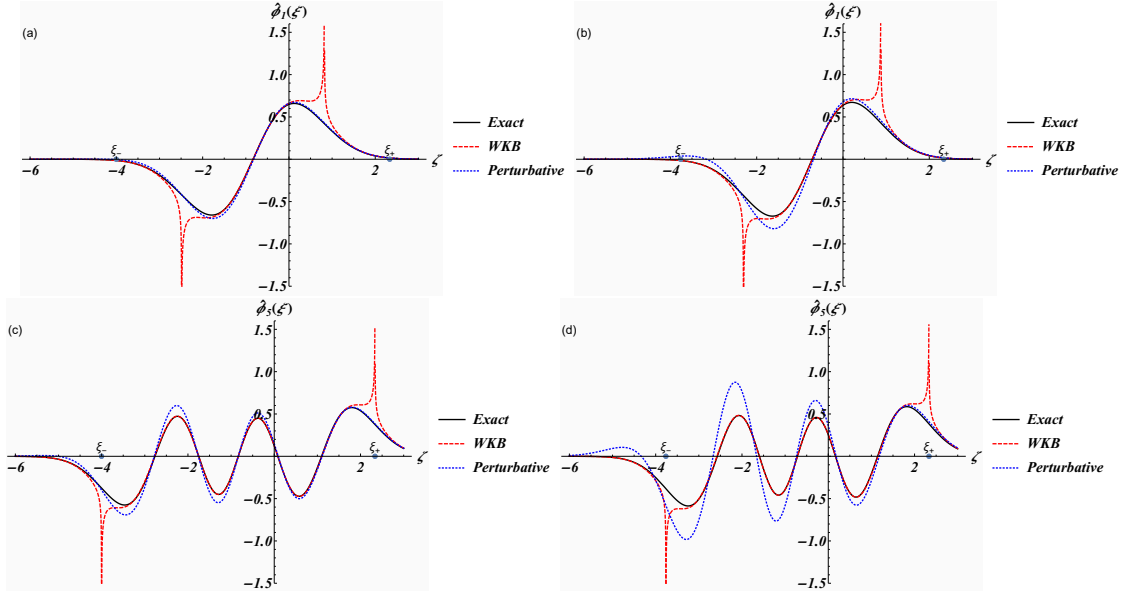 (a)
ϕ̂₁(ξ)
1.5
1.0
0.5
ξ₋
ξ₊
ζ
−6 −4 −2 2
−0.5
−1.0
−1.5
Exact
WKB
Perturbative
(b)
ϕ̂₁(ξ)
1.5
1.0
0.5
ξ₋
ξ₊
ζ
−6 −4 −2 2
−0.5
−1.0
−1.5
Exact
WKB
Perturbative
(c)
ϕ̂₅(ξ)
1.5
1.0
0.5
ξ₋
ξ₊
ζ
−6 −4 −2 2
−0.5
−1.0
−1.5
Exact
WKB
Perturbative
(d)
ϕ̂₅(ξ)
1.5
1.0
0.5
ξ₋
ξ₊
ζ
−6 −4 −2 2
−0.5
−1.0
−1.5
Exact
WKB
Perturbative